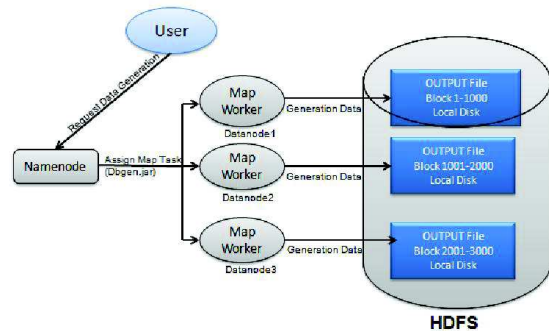 User
Request Data Generation
Namenode
Assign Map Task
(Dbgen.jar)
Map
Worker
Datanode1
Generation Data
OUTPUT File
Block 1-1000
Local Disk
Map
Worker
Datanode2
Generation Data
OUTPUT File
Block 1001-2000
Local Disk
Map
Worker
Datanode3
Generation Data
OUTPUT File
Block 2001-3000
Local Disk
HDFS